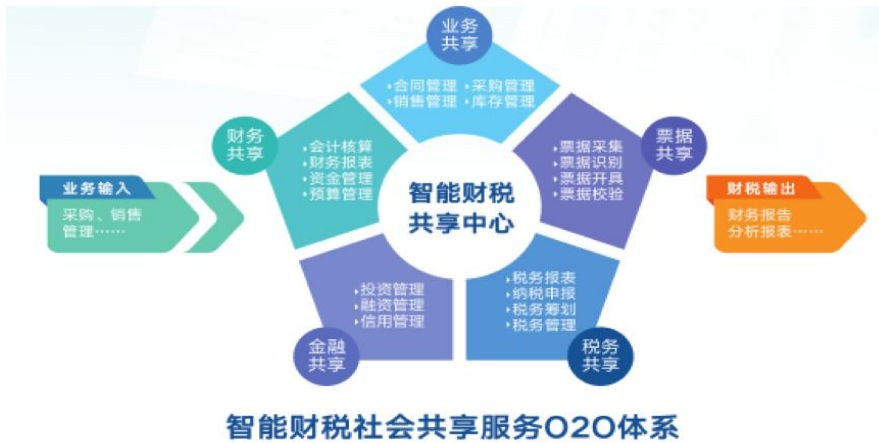 业务
共享
·合同管理 ·采购管理
·销售管理 ·库存管理
财务
共享
·会计核算
·财务报表
·资金管理
·预算管理
票据
共享
·票据采集
·票据识别
·票据开具
·票据校验
业务输入
采购、销售
管理……
智能财税
共享中心
财税输出
财务报告
分析报表……
·投资管理
·融资管理
·信用管理
金融
共享
·税务报表
·纳税申报
·税务筹划
·税务管理
税务
共享
智能财税社会共享服务O2O体系